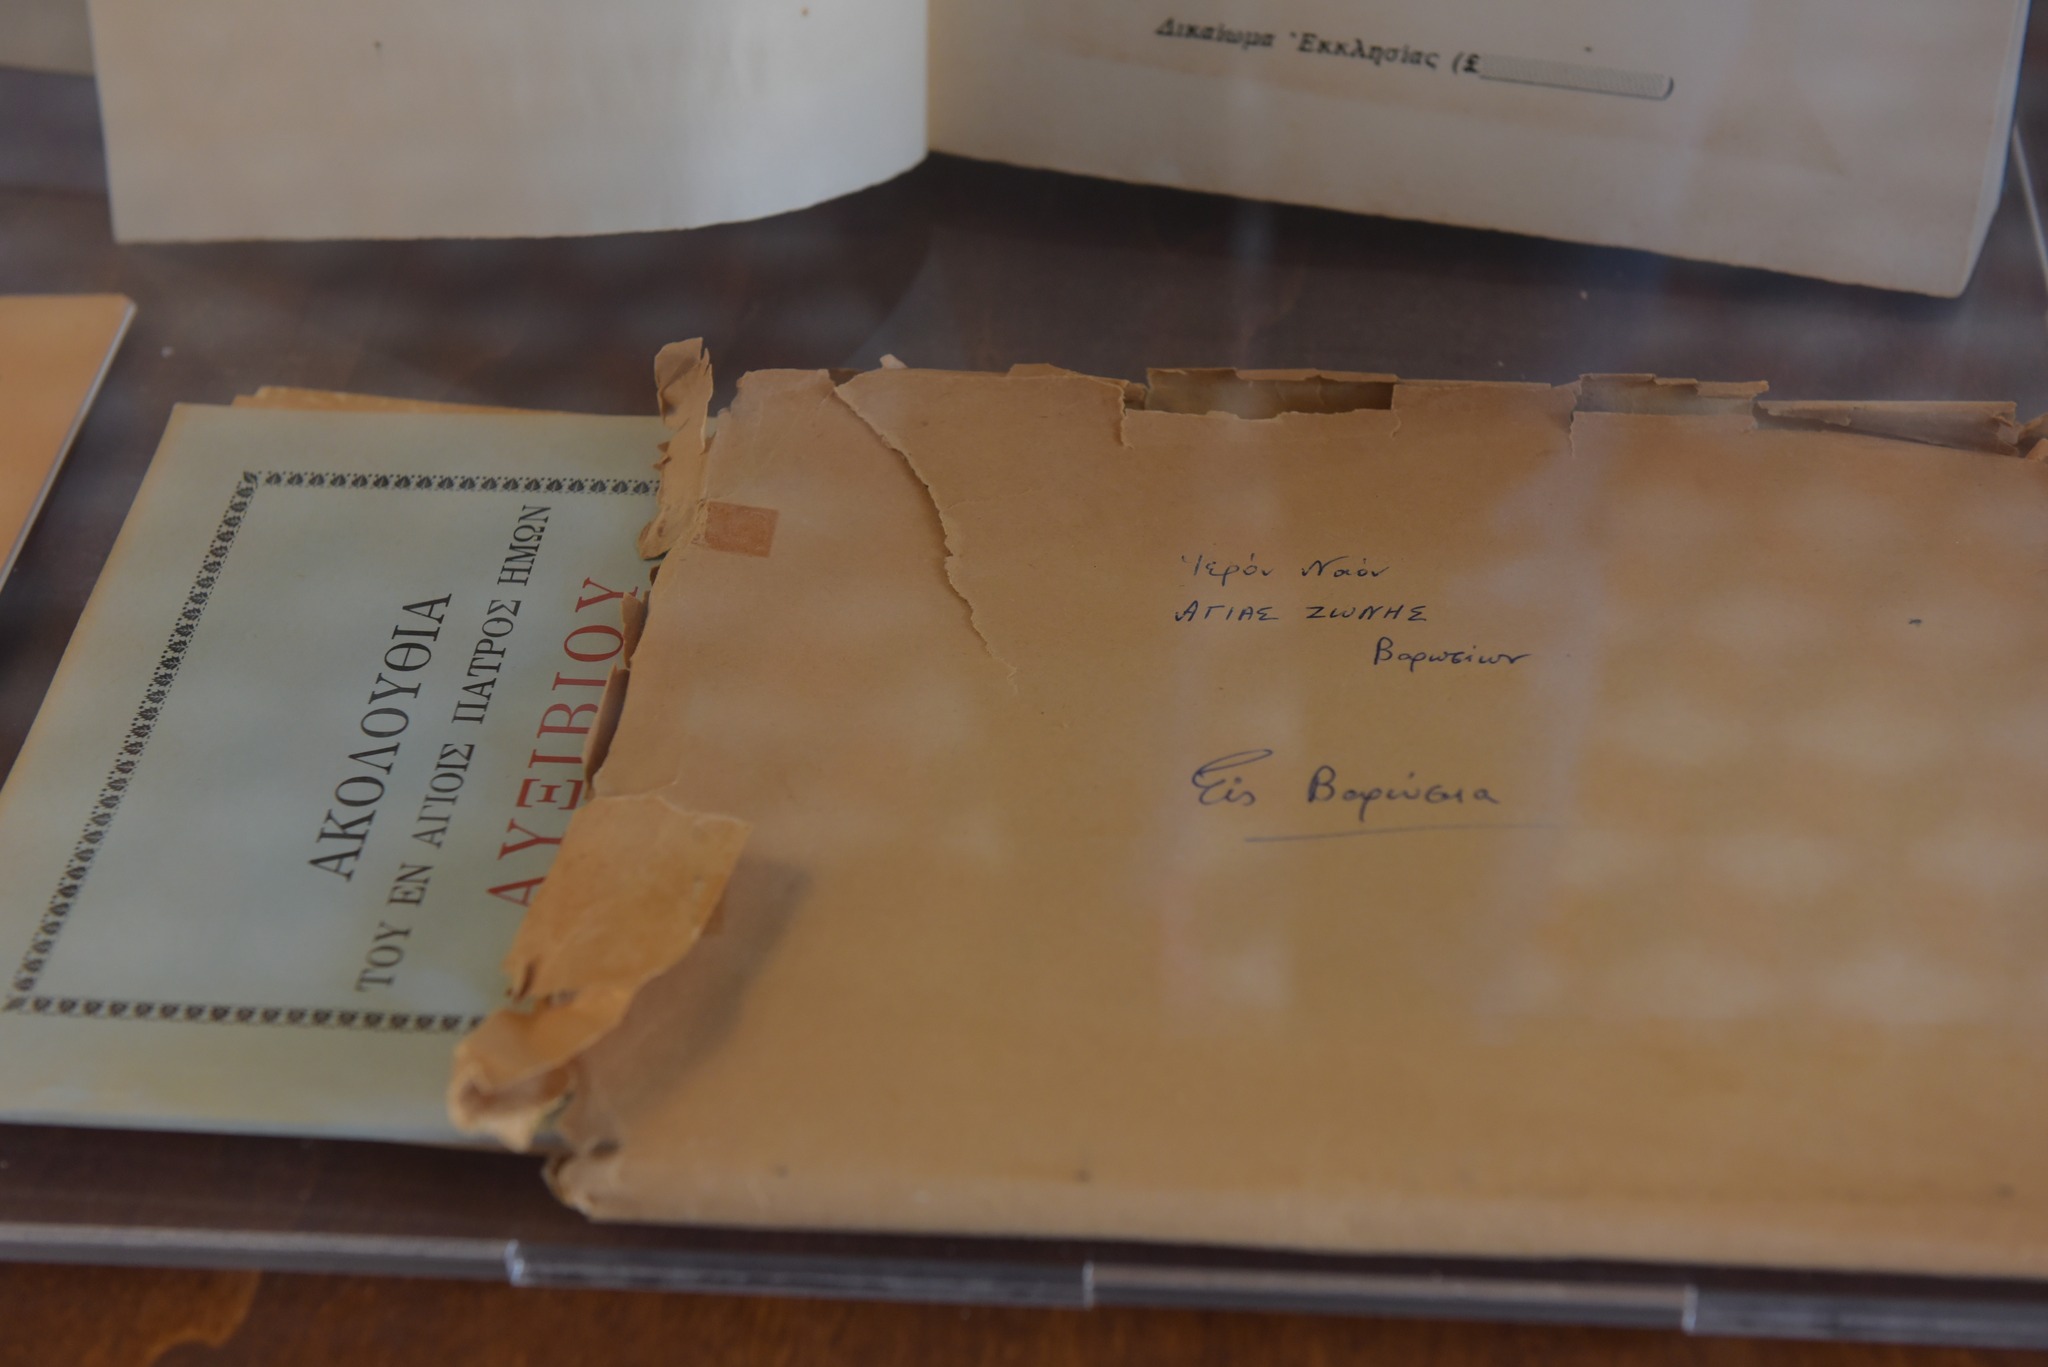 Δικαίωμα Ἐκκλησίας (£ )
ΑΚΟΛΟΥΘΙΑ
ΤΟΥ ΕΝ ΑΓΙΟΙΣ ΠΑΤΡΟΣ ΗΜΩΝ
ΑΥΞΙΒΙΟΥ
Ἱερόν Ναόν
ΑΓΙΑΣ ΖΩΝΗΣ
Βαρωσίων
Εἰς Βαρώσια